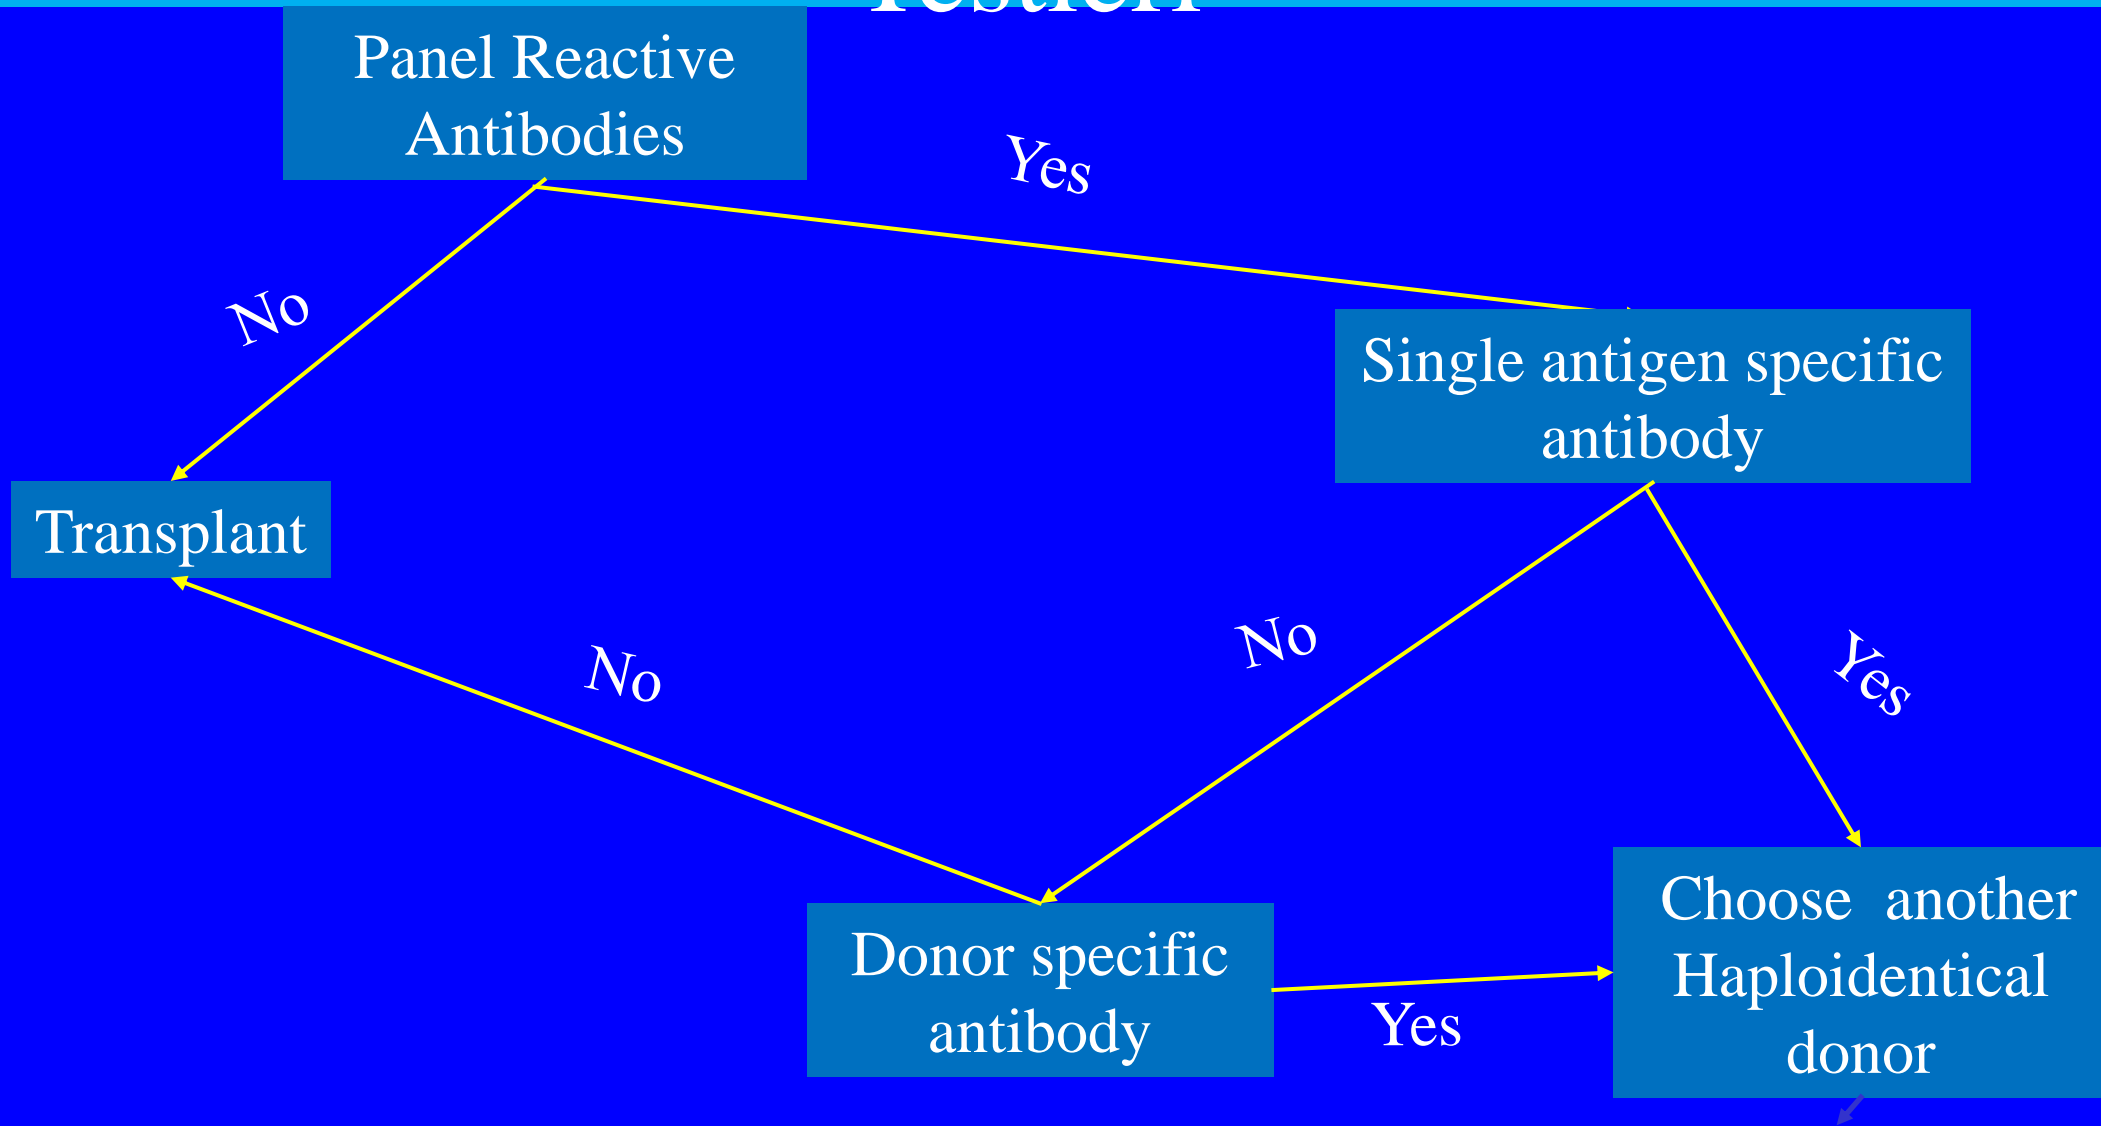 Panel Reactive
Antibodies
Yes
No
Single antigen specific
antibody
Transplant
No
No
Yes
Donor specific
antibody
Yes
Choose another
Haploidentical
donor